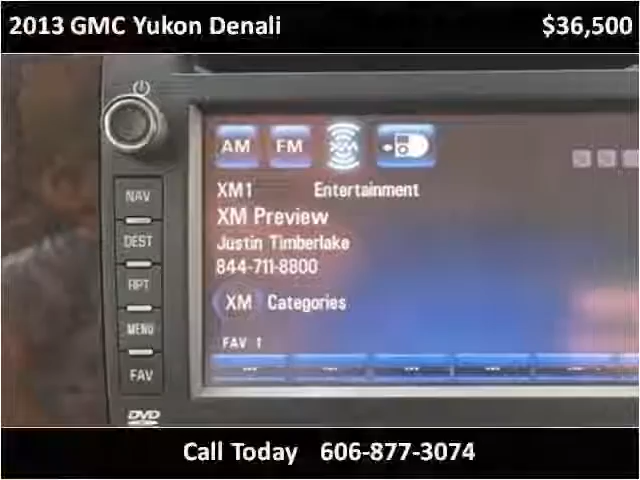 2013 GMC Yukon Denali $36,500
AM FM XM
XM1 Entertainment
XM Preview
Justin Timberlake
844-711-8800
XM Categories
FAV 1
NAV
DEST
RPT
MENU
FAV
DVD
Call Today 606-877-3074